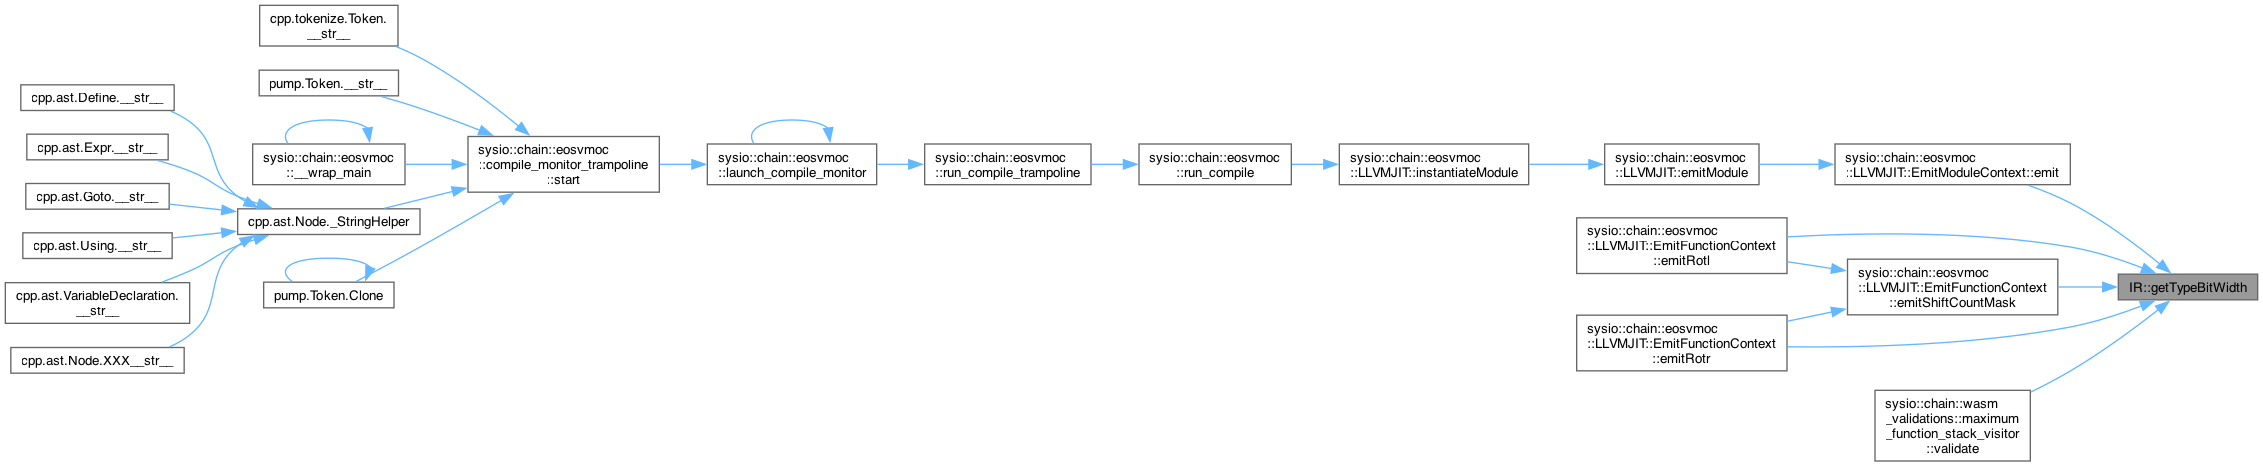 cpp.tokenize.Token.
__str__
pump.Token.__str__
cpp.ast.Define.__str__
cpp.ast.Expr.__str__
sysio::chain::eosvmoc
::__wrap_main
cpp.ast.Goto.__str__
cpp.ast.Node._StringHelper
cpp.ast.Using.__str__
cpp.ast.VariableDeclaration.
__str__
pump.Token.Clone
cpp.ast.Node.XXX__str__
sysio::chain::eosvmoc
::compile_monitor_trampoline
::start
sysio::chain::eosvmoc
::launch_compile_monitor
sysio::chain::eosvmoc
::run_compile_trampoline
sysio::chain::eosvmoc
::run_compile
sysio::chain::eosvmoc
::LLVMJIT::instantiateModule
sysio::chain::eosvmoc
::LLVMJIT::emitModule
sysio::chain::eosvmoc
::LLVMJIT::EmitModuleContext::emit
sysio::chain::eosvmoc
::LLVMJIT::EmitFunctionContext
::emitRotl
sysio::chain::eosvmoc
::LLVMJIT::EmitFunctionContext
::emitShiftCountMask
IR::getTypeBitWidth
sysio::chain::eosvmoc
::LLVMJIT::EmitFunctionContext
::emitRotr
sysio::chain::wasm
_validations::maximum
_function_stack_visitor
::validate